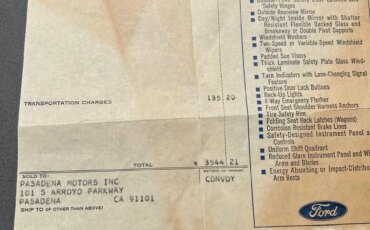 Safety Hinges
Outside Rearview Mirror
Day/Night Inside Mirror with Shatter
Resistant Flexible Backed Glass and
Breakaway or Double Pivot Supports
Windshield Washers
Two-Speed or Variable-Speed Windshield
Wipers
Padded Sun Visors
Thick Laminate Safety Plate Glass Wind-
shield
Turn Indicators with Lane-Changing Signal
Feature
Positive Door Lock Buttons
Back-Up Lights
4-Way Emergency Flasher
Front Seat Shoulder Harness Anchors
Tire Safety Rim
Folding Seat Back Latches (Wagons)
Corrosion Resistant Brake Lines
Safety-Designed Instrument Panel a
Controls
Uniform Shift Quadrant
Reduced Glare Instrument Panel and Wi
Arms and Blades
Energy Absorbing or Impact-Distribu
Arm Rests
Ford
TRANSPORTATION CHARGES 135 20
TOTAL $ 3544 21
SOLD TO: METHOD OF TRANSP.
PASADENA MOTORS INC CONVOY
101 S ARROYO PARKWAY
PASADENA CA 91101
SHIP TO (IF OTHER THAN ABOVE)